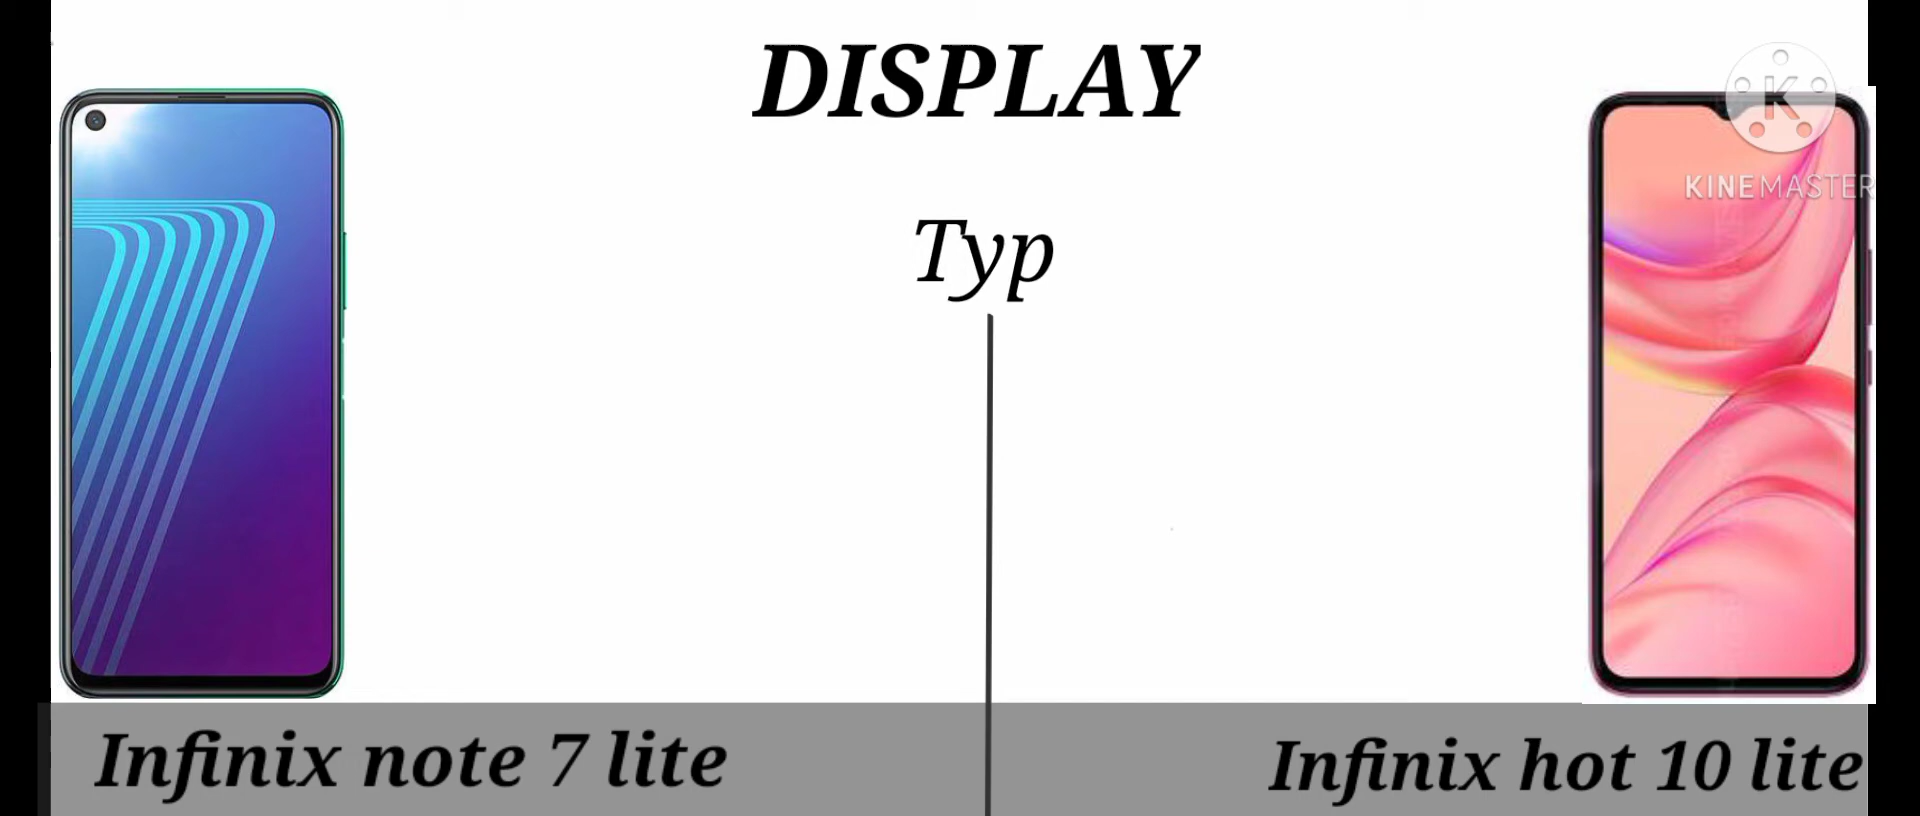 DISPLAY
K
KINEMASTER
Typ
Infinix note 7 lite
Infinix hot 10 lite